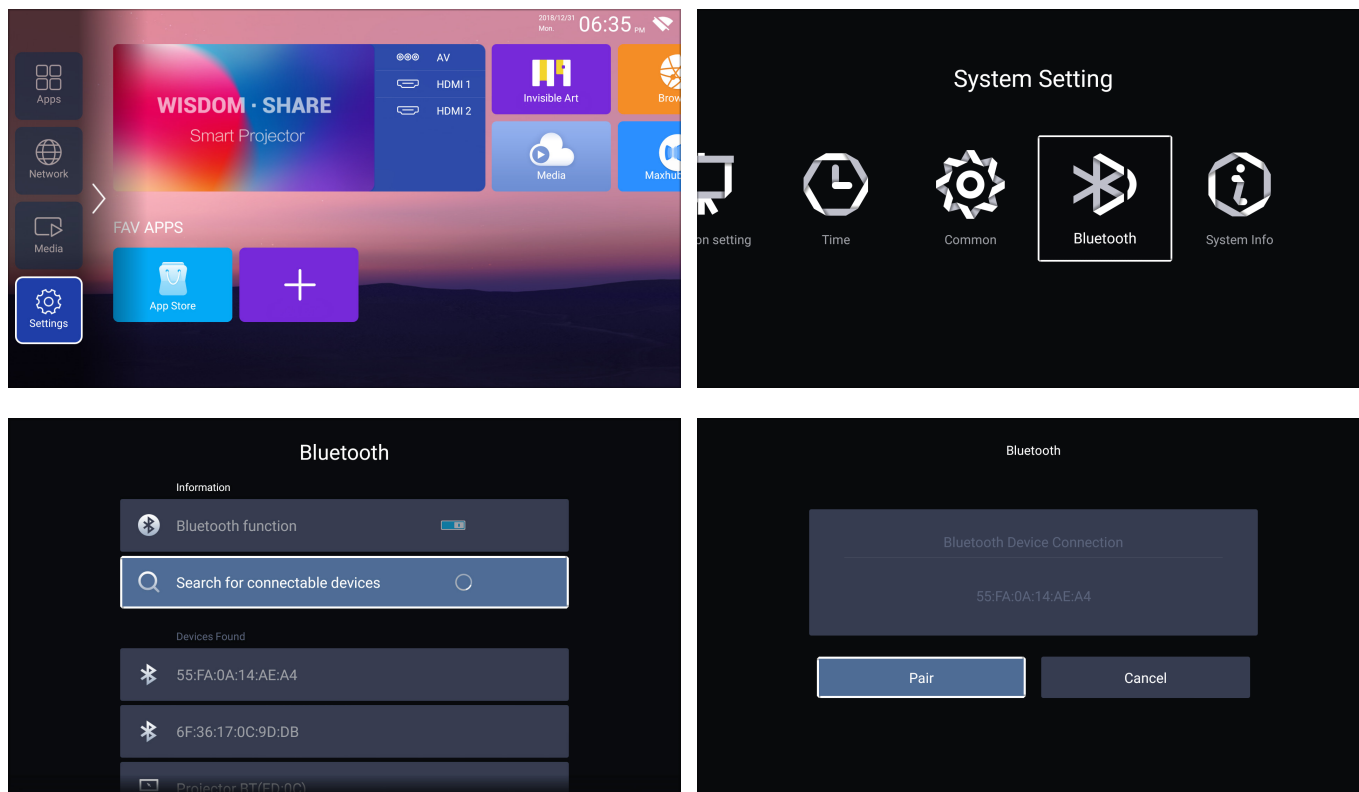 2018/12/31
Mon.
06:35 PM
Apps
Network
Media
Settings
WISDOM · SHARE
Smart Projector
AV
HDMI 1
HDMI 2
Invisible Art
Brow
Media
Maxhub
FAV APPS
App Store
System Setting
on setting
Time
Common
Bluetooth
System Info
Bluetooth
Information
Bluetooth function
Search for connectable devices
Devices Found
55:FA:0A:14:AE:A4
6F:36:17:0C:9D:DB
Projector BT(ED:0C)
Bluetooth
Bluetooth Device Connection
55:FA:0A:14:AE:A4
Pair
Cancel